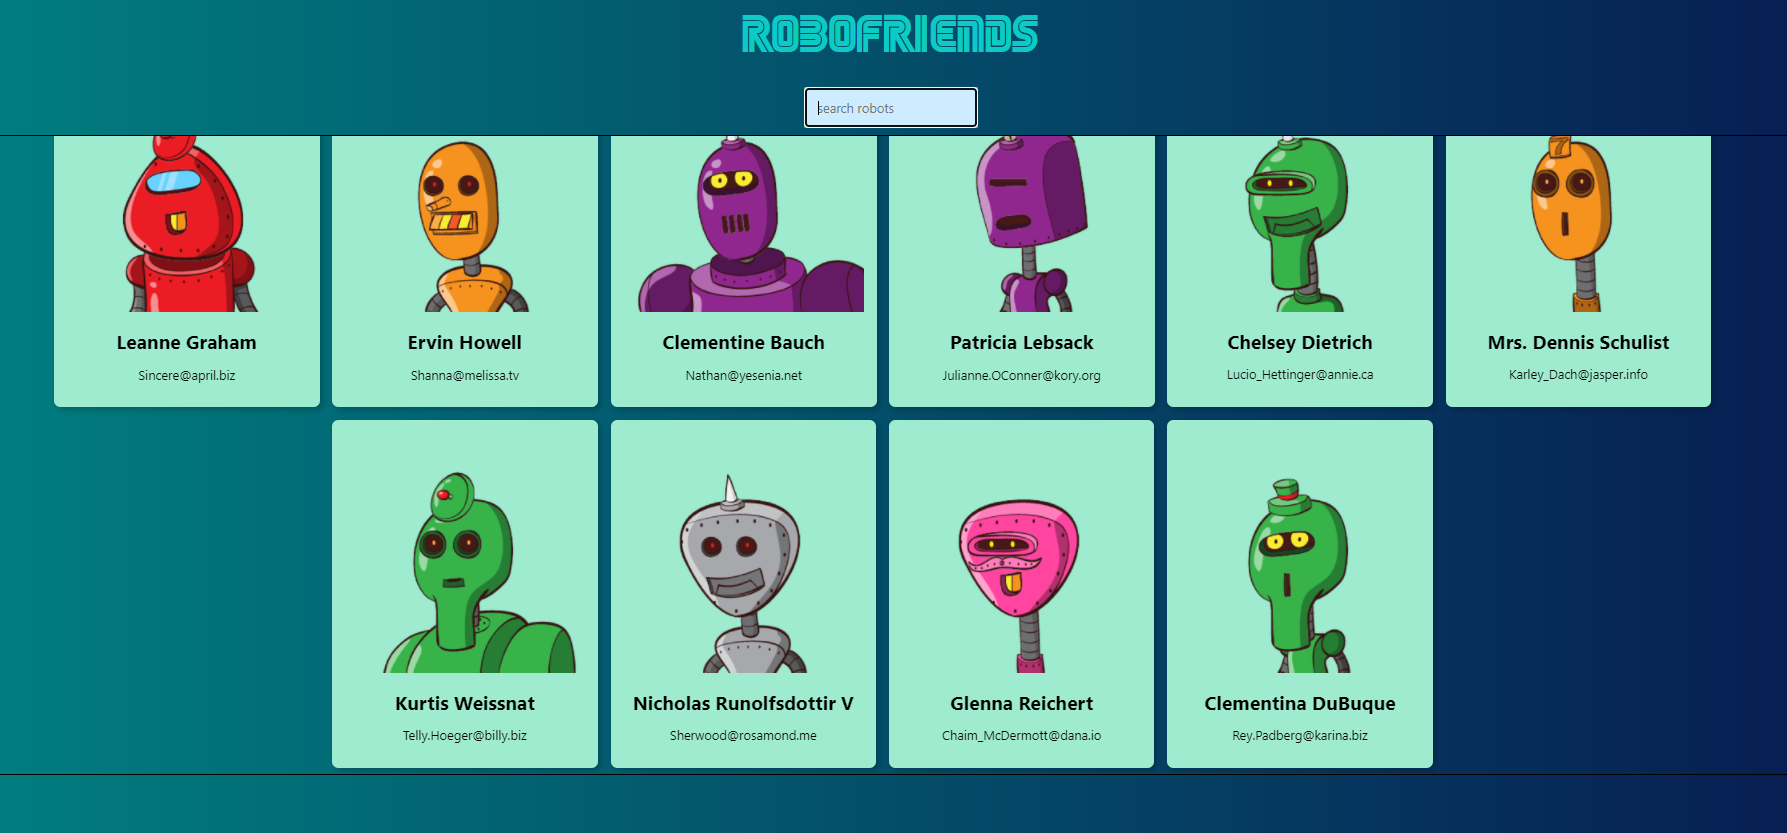 ROBOFRIENDS
search robots
Leanne Graham
Sincere@april.biz
Ervin Howell
Shanna@melissa.tv
Clementine Bauch
Nathan@yesenia.net
Patricia Lebsack
Julianne.OConner@kory.org
Chelsey Dietrich
Lucio_Hettinger@annie.ca
7
Mrs. Dennis Schulist
Karley_Dach@jasper.info
Kurtis Weissnat
Telly.Hoeger@billy.biz
Nicholas Runolfsdottir V
Sherwood@rosamond.me
Glenna Reichert
Chaim_McDermott@dana.io
Clementina DuBuque
Rey.Padberg@karina.biz